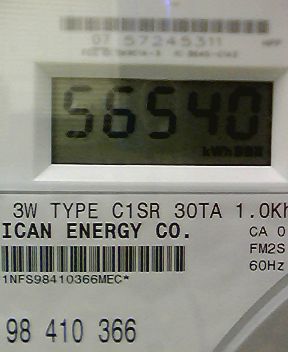 07 57245311
56540
kWh 888
3W TYPE C1SR 30TA 1.0Kh
ICAN ENERGY CO.
CA 0
FM2S
60Hz
1NFS98410366MEC*
98 410 366